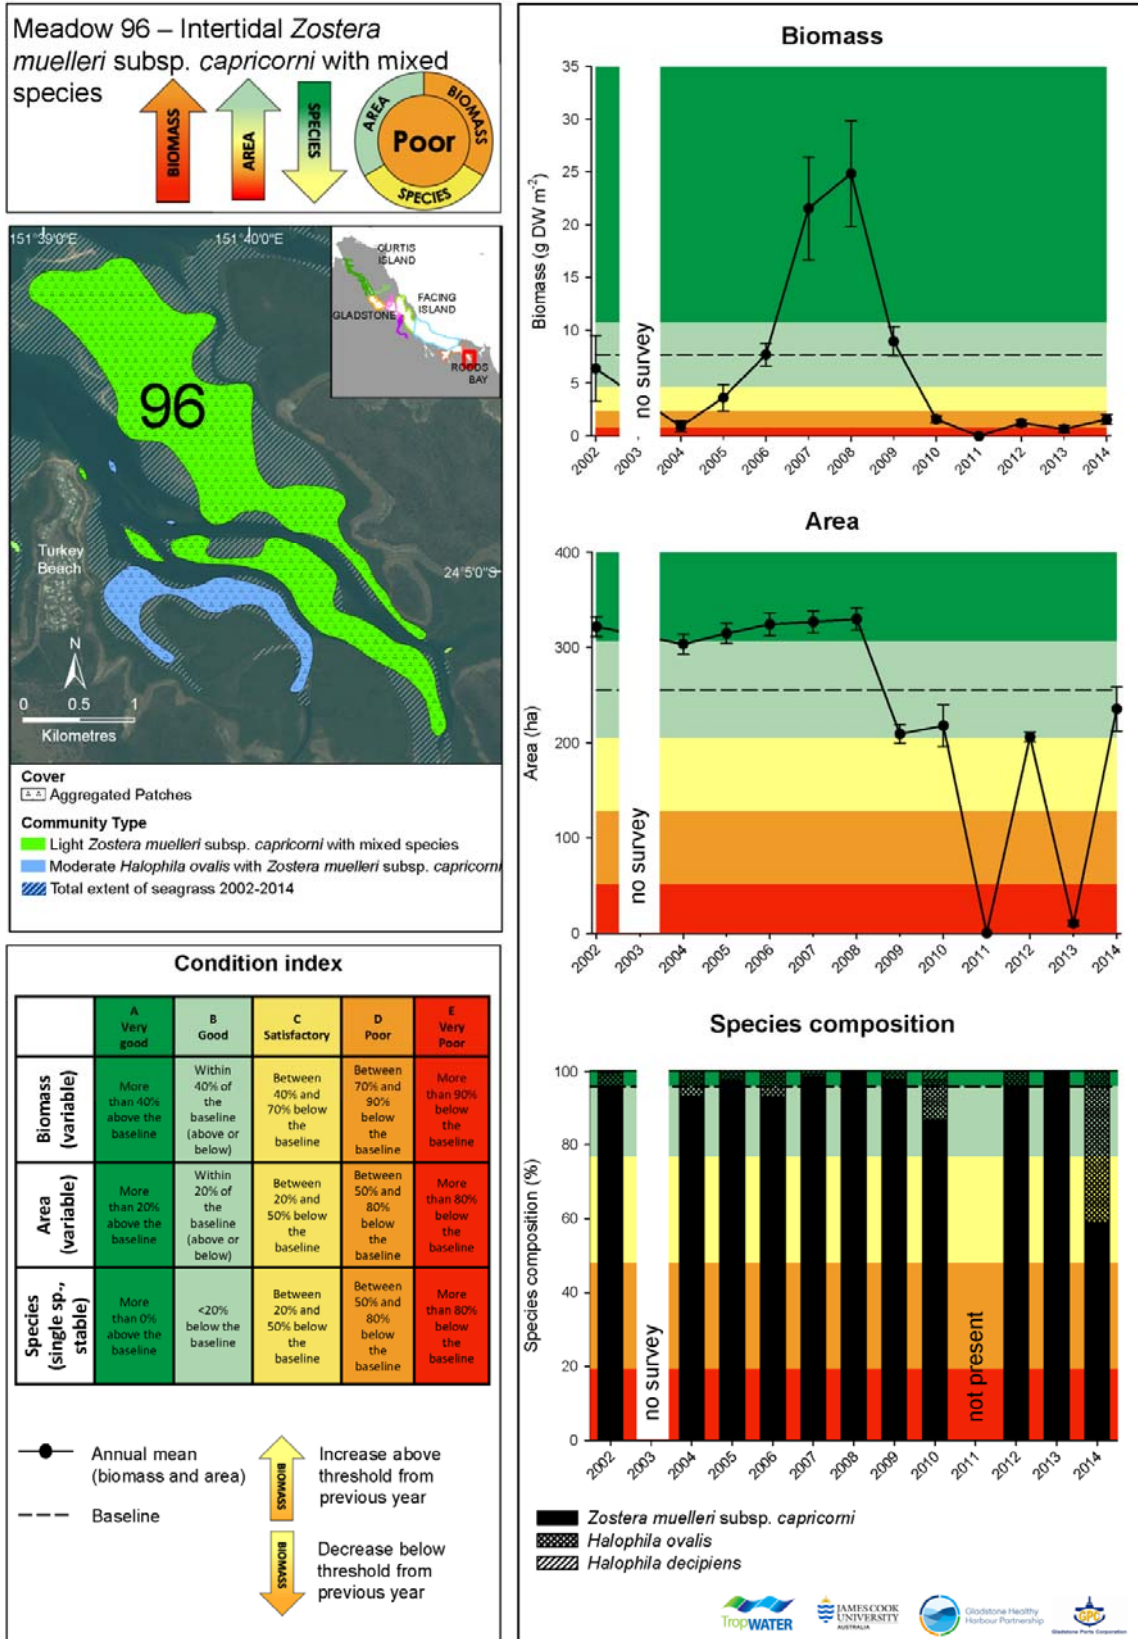 Meadow 96 – Intertidal Zostera
muelleri subsp. capricorni with mixed
species
BIOMASS
AREA
SPECIES
AREA
BIOMASS
SPECIES
Poor
151°39'0"E
151°40'0"E
CURTIS
ISLAND
FACING
ISLAND
GLADSTONE
RODDS
BAY
96
Turkey
Beach
24°5'0"S
N
0 0.5 1
Kilometres
Cover
Aggregated Patches
Community Type
Light Zostera muelleri subsp. capricorni with mixed species
Moderate Halophila ovalis with Zostera muelleri subsp. capricorni
Total extent of seagrass 2002-2014
Condition index
A
Very
good
B
Good
C
Satisfactory
D
Poor
E
Very
Poor
Biomass
(variable)
More
than 40%
above the
baseline
Within
40% of
the
baseline
(above or
below)
Between
40% and
70% below
the
baseline
Between
70% and
90%
below
the
baseline
More
than 90%
below
the
baseline
Area
(variable)
More
than 20%
above the
baseline
Within
20% of
the
baseline
(above or
below)
Between
20% and
50% below
the
baseline
Between
50% and
80%
below
the
baseline
More
than 80%
below
the
baseline
Species
(single sp.,
stable)
More
than 0%
above the
baseline
<20%
below the
baseline
Between
20% and
50% below
the
baseline
Between
50% and
80%
below
the
baseline
More
than 80%
below
the
baseline
Annual mean
(biomass and area)
Baseline
BIOMASS
Increase above
threshold from
previous year
BIOMASS
Decrease below
threshold from
previous year
Biomass
Biomass (g DW m-2)
35
30
25
20
15
10
5
0
no survey
2002 2003 2004 2005 2006 2007 2008 2009 2010 2011 2012 2013 2014
Area
Area (ha)
400
300
200
100
0
no survey
2002 2003 2004 2005 2006 2007 2008 2009 2010 2011 2012 2013 2014
Species composition
Species composition (%)
100
80
60
40
20
0
no survey
not present
2002 2003 2004 2005 2006 2007 2008 2009 2010 2011 2012 2013 2014
Zostera muelleri subsp. capricorni
Halophila ovalis
Halophila decipiens
TropWATER
JAMES COOK
UNIVERSITY
AUSTRALIA
Gladstone Healthy
Harbour Partnership
GPC
Gladstone Ports Corporation